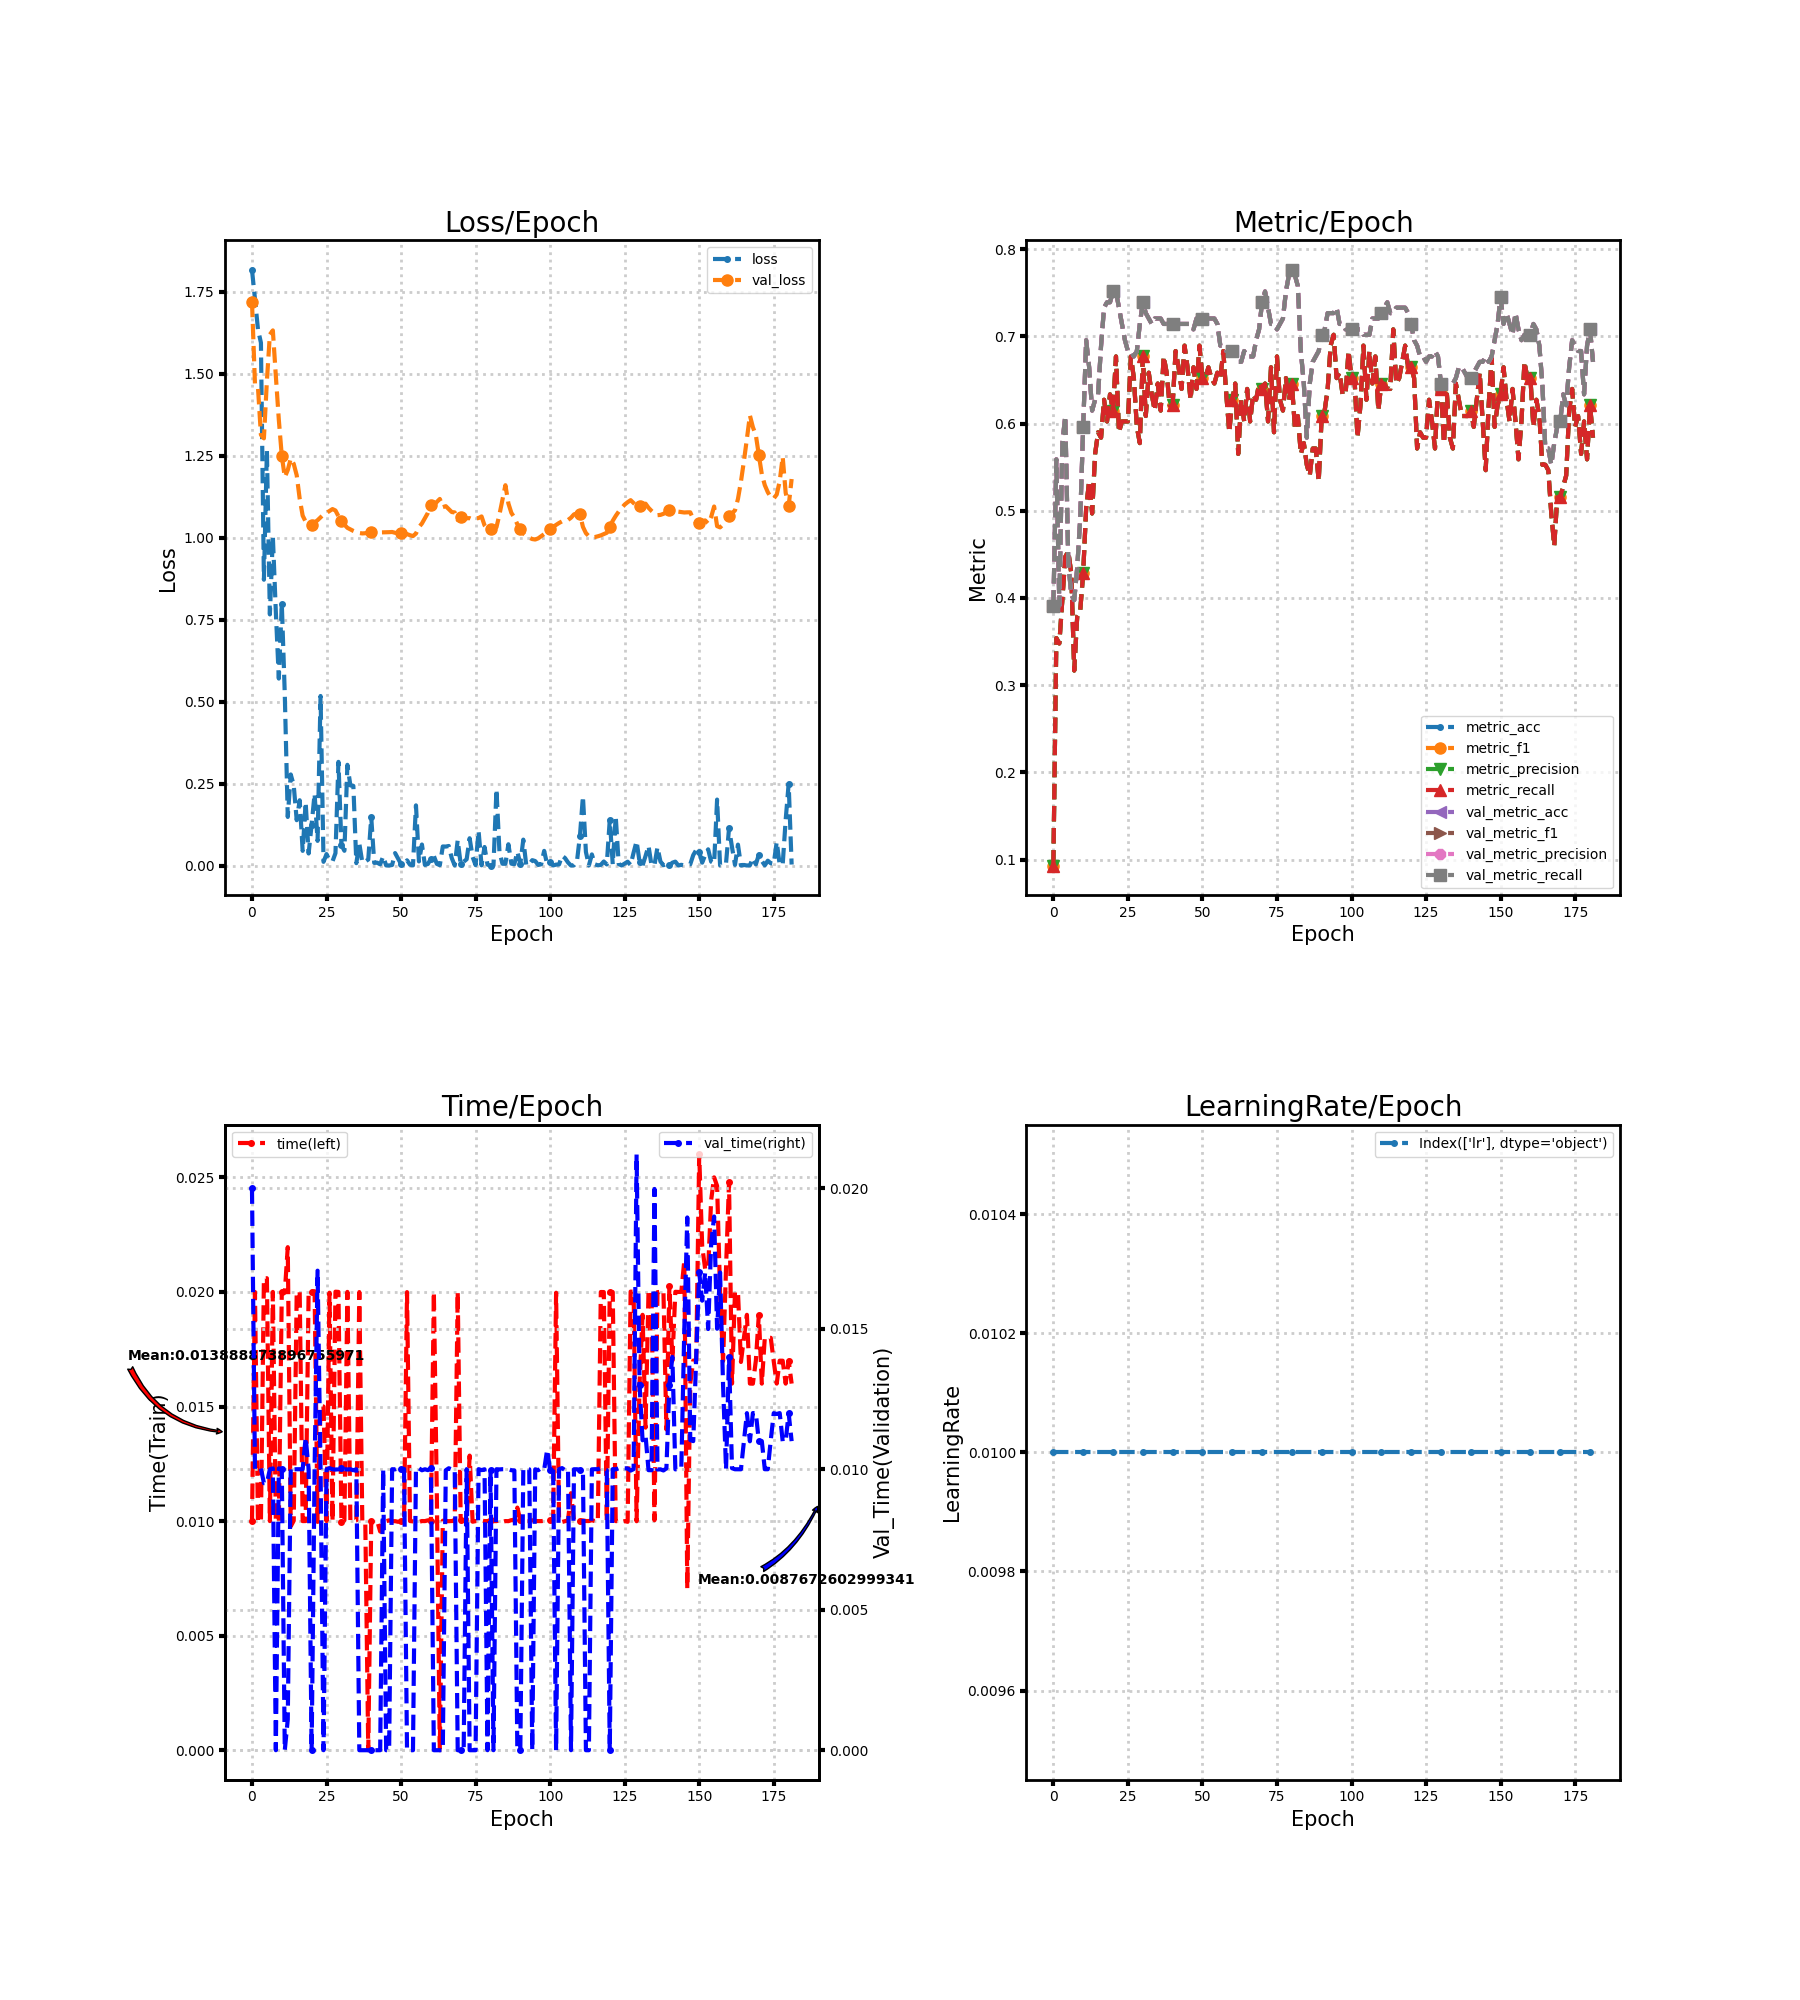 Loss/Epoch
loss
val_loss
1.75
1.50
1.25
1.00
0.75
0.50
0.25
0.00
Loss
0
25
50
75
100
125
150
175
Epoch
Metric/Epoch
0.8
0.7
0.6
0.5
0.4
0.3
0.2
0.1
Metric
metric_acc
metric_f1
metric_precision
metric_recall
val_metric_acc
val_metric_f1
val_metric_precision
val_metric_recall
0
25
50
75
100
125
150
175
Epoch
Time/Epoch
time(left)
val_time(right)
0.025
0.020
0.015
0.010
0.005
0.000
Time(Train)
Mean:0.013888873896755971
0.020
0.015
0.010
0.005
0.000
Val_Time(Validation)
Mean:0.0087672602999341
0
25
50
75
100
125
150
175
Epoch
LearningRate/Epoch
Index(['lr'], dtype='object')
0.0104
0.0102
0.0100
0.0098
0.0096
LearningRate
0
25
50
75
100
125
150
175
Epoch